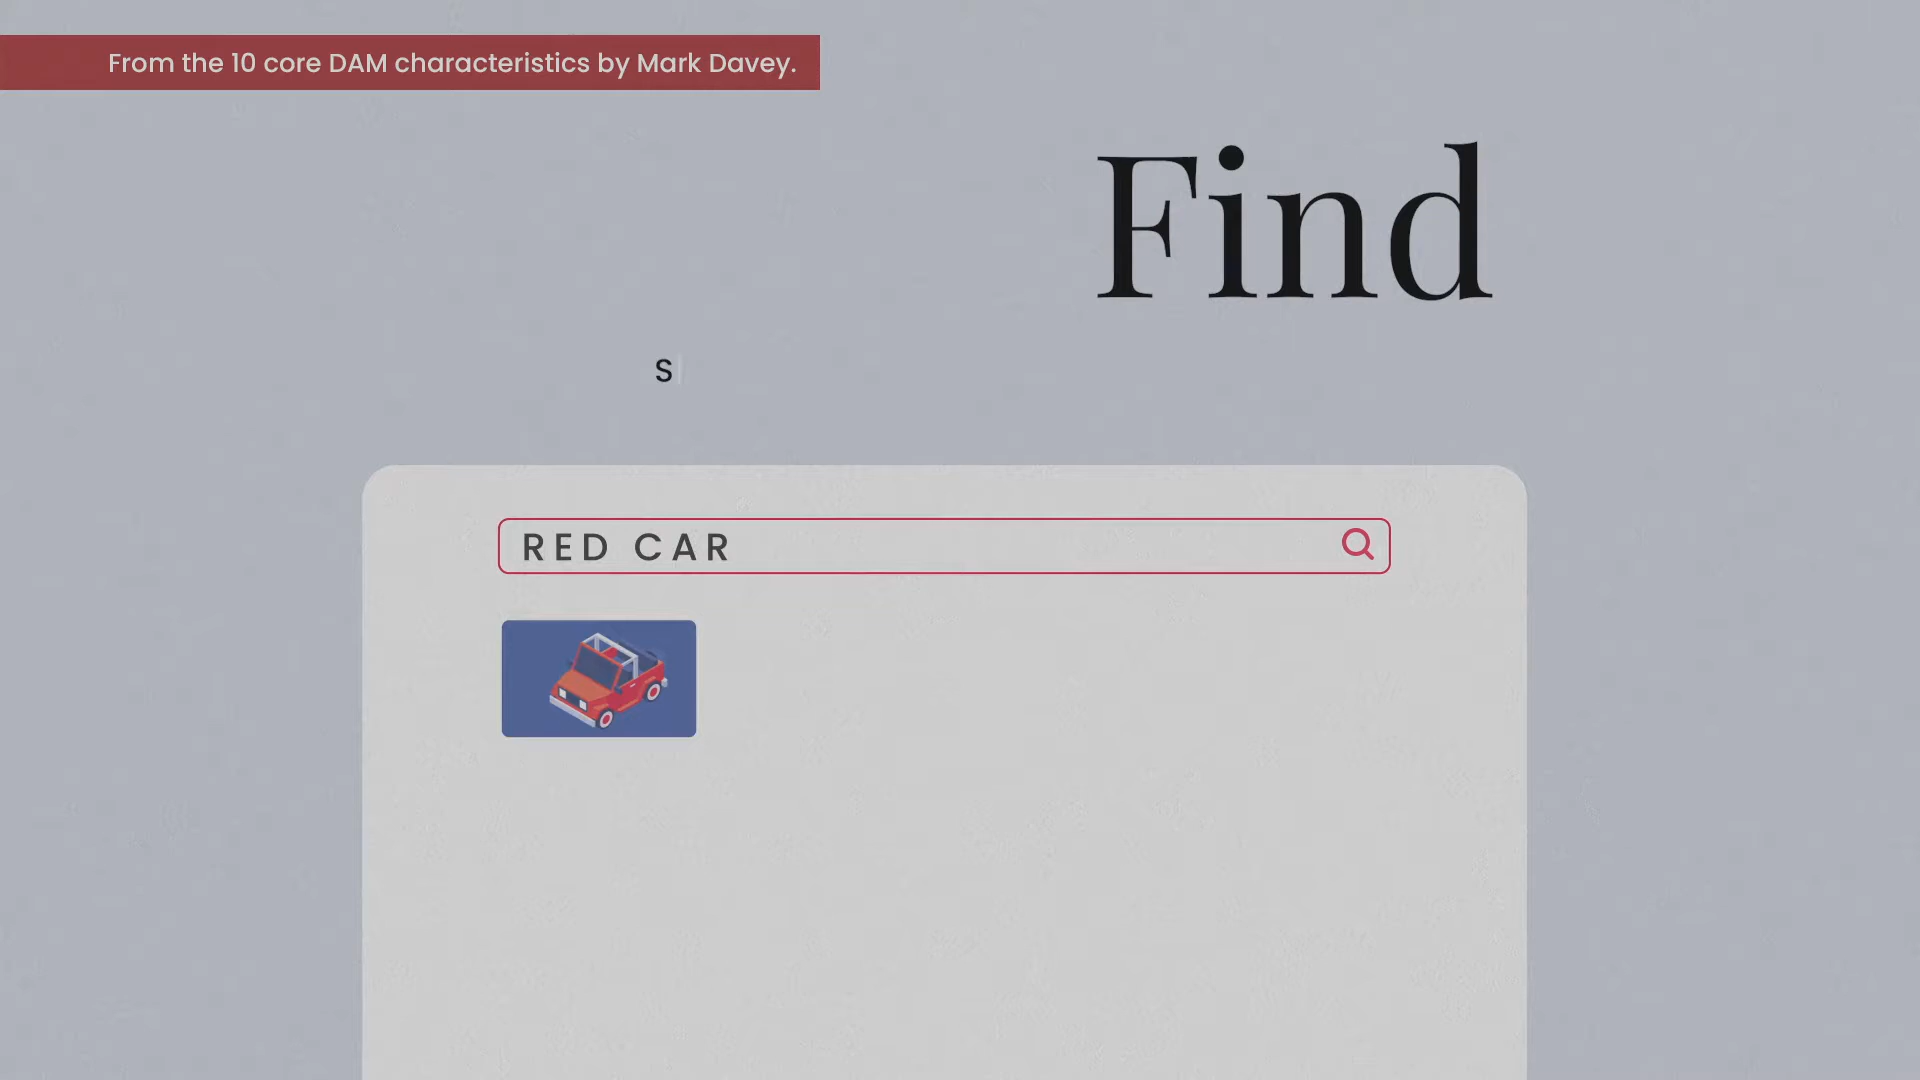 From the 10 core DAM characteristics by Mark Davey.
Find
s
RED CAR